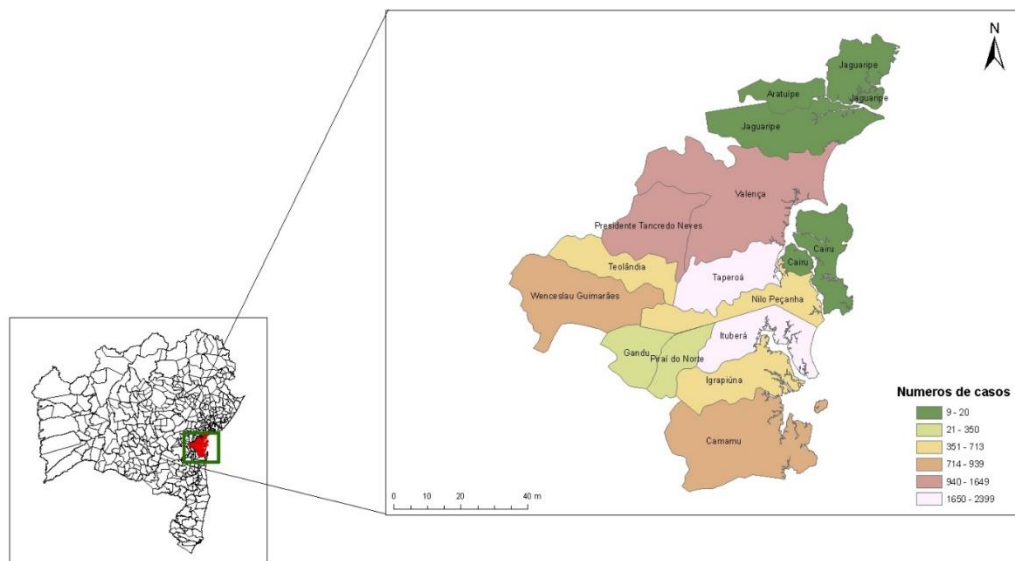 N
Jaguaripe
Aratuípe
Jaguaripe
Jaguaripe
Valença
Presidente Tancredo Neves
Cairu
Cairu
Teolândia
Taperoá
Wenceslau Guimarães
Nilo Peçanha
Ituberá
Gandu
Piraí do Norte
Igrapiúna
Camamu
Numeros de casos
9 - 20
21 - 350
351 - 713
714 - 939
940 - 1649
1650 - 2399
0 10 20 40 m